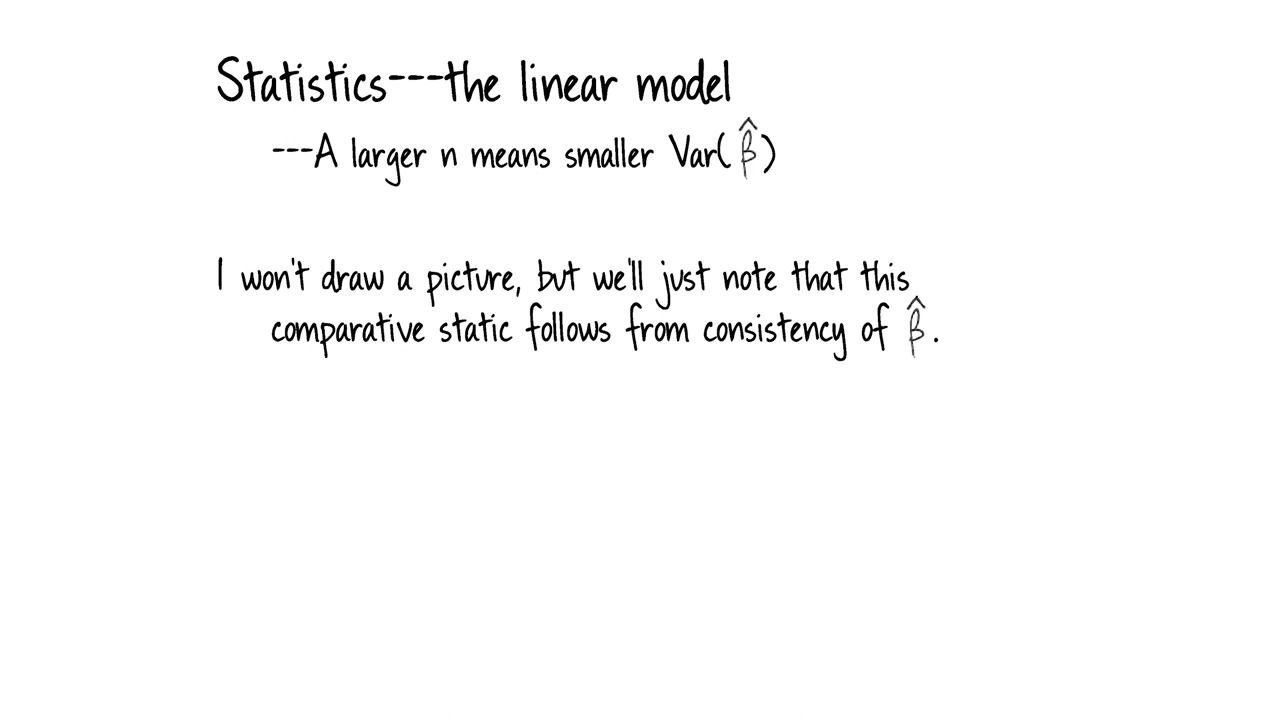 Statistics---the linear model
---A larger n means smaller Var(β̂)
I won't draw a picture, but we'll just note that this
comparative static follows from consistency of β̂.